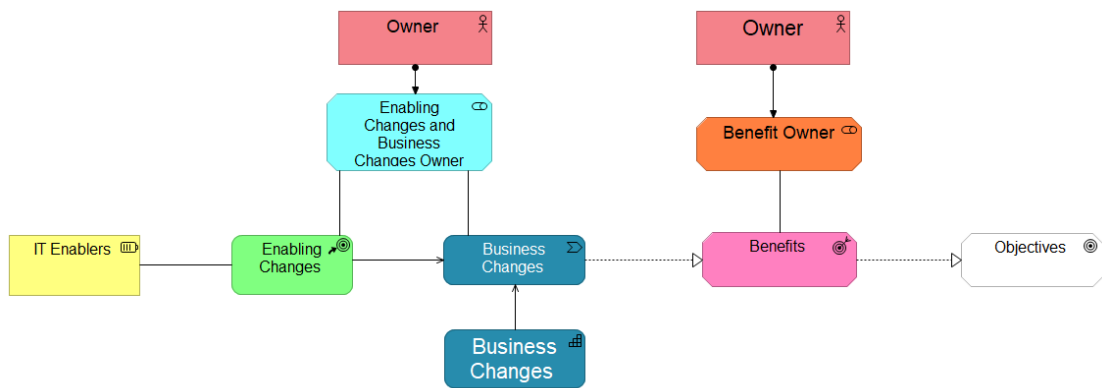 Owner
Owner
Enabling
Changes and
Business
Changes Owner
Benefit Owner
IT Enablers
Enabling
Changes
Business
Changes
Benefits
Objectives
Business
Changes